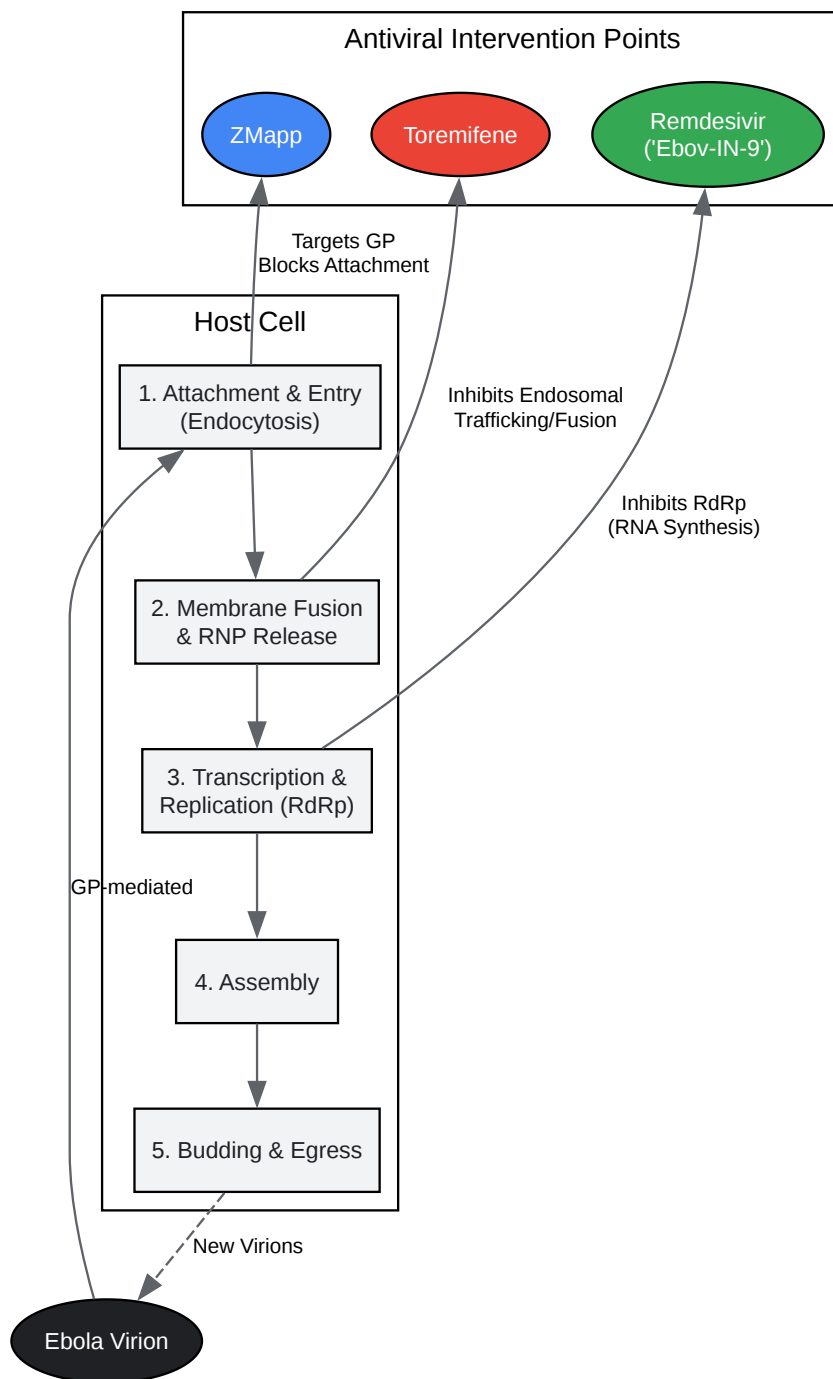 Antiviral Intervention Points
ZMapp
Toremifene
Remdesivir
('Ebov-IN-9')
Targets GP
Blocks Attachment
Host Cell
1. Attachment & Entry
(Endocytosis)
Inhibits Endosomal
Trafficking/Fusion
Inhibits RdRp
(RNA Synthesis)
2. Membrane Fusion
& RNP Release
3. Transcription &
Replication (RdRp)
GP-mediated
4. Assembly
5. Budding & Egress
New Virions
Ebola Virion